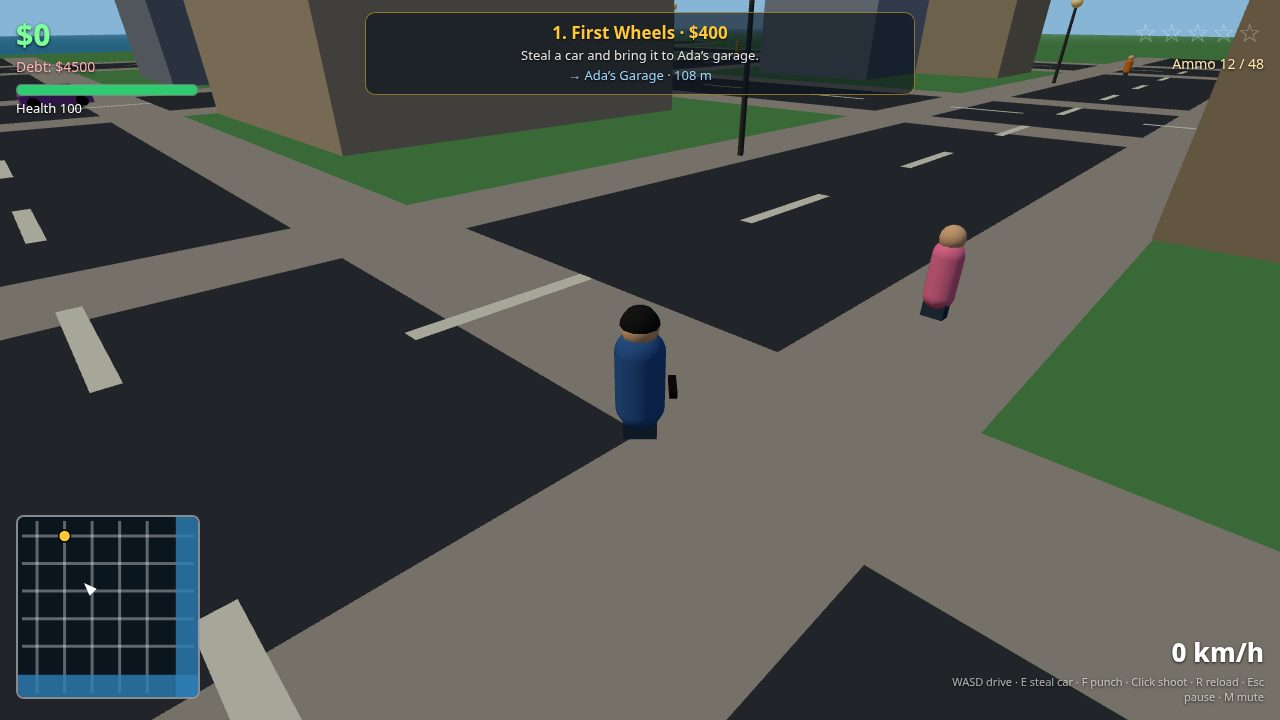 $0
Debt: $4500
Health 100
1. First Wheels · $400
Steal a car and bring it to Ada's garage.
→ Ada's Garage · 108 m
☆☆☆☆☆
Ammo 12 / 48
0 km/h
WASD drive · E steal car · F punch · Click shoot · R reload · Esc
pause · M mute